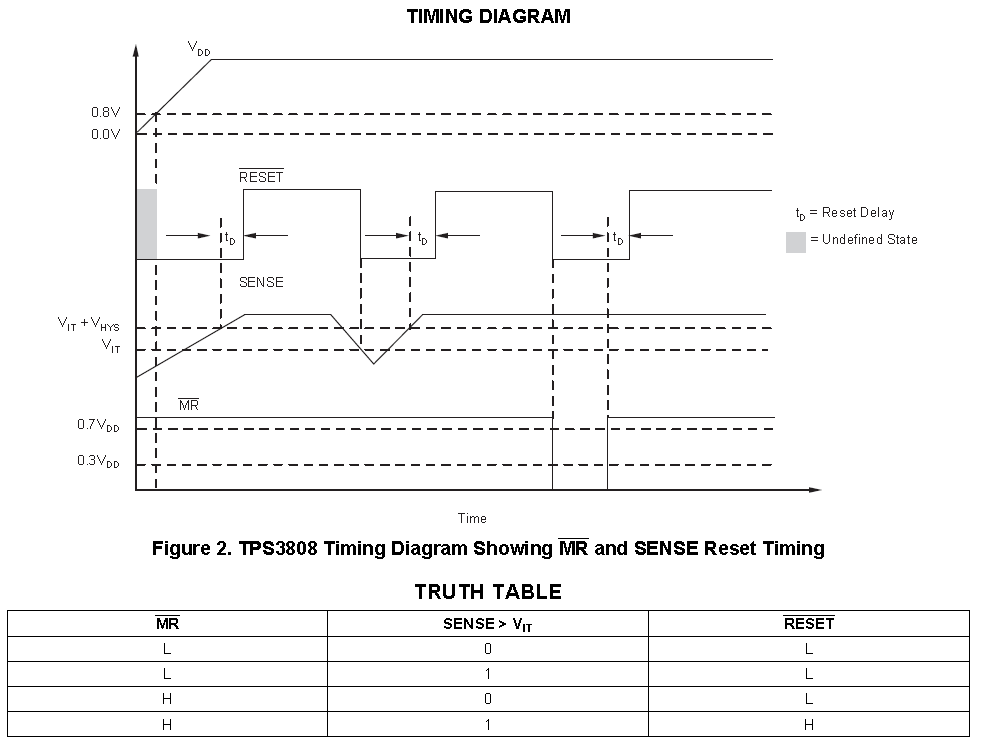 TIMING DIAGRAM
VDD
0.8V
0.0V
RESET
tD = Reset Delay
tD
tD
tD
= Undefined State
SENSE
VIT + VHYS
VIT
MR
0.7VDD
0.3VDD
Time
Figure 2. TPS3808 Timing Diagram Showing MR and SENSE Reset Timing
TRUTH TABLE
MR SENSE > VIT RESET
L 0 L
L 1 L
H 0 L
H 1 H